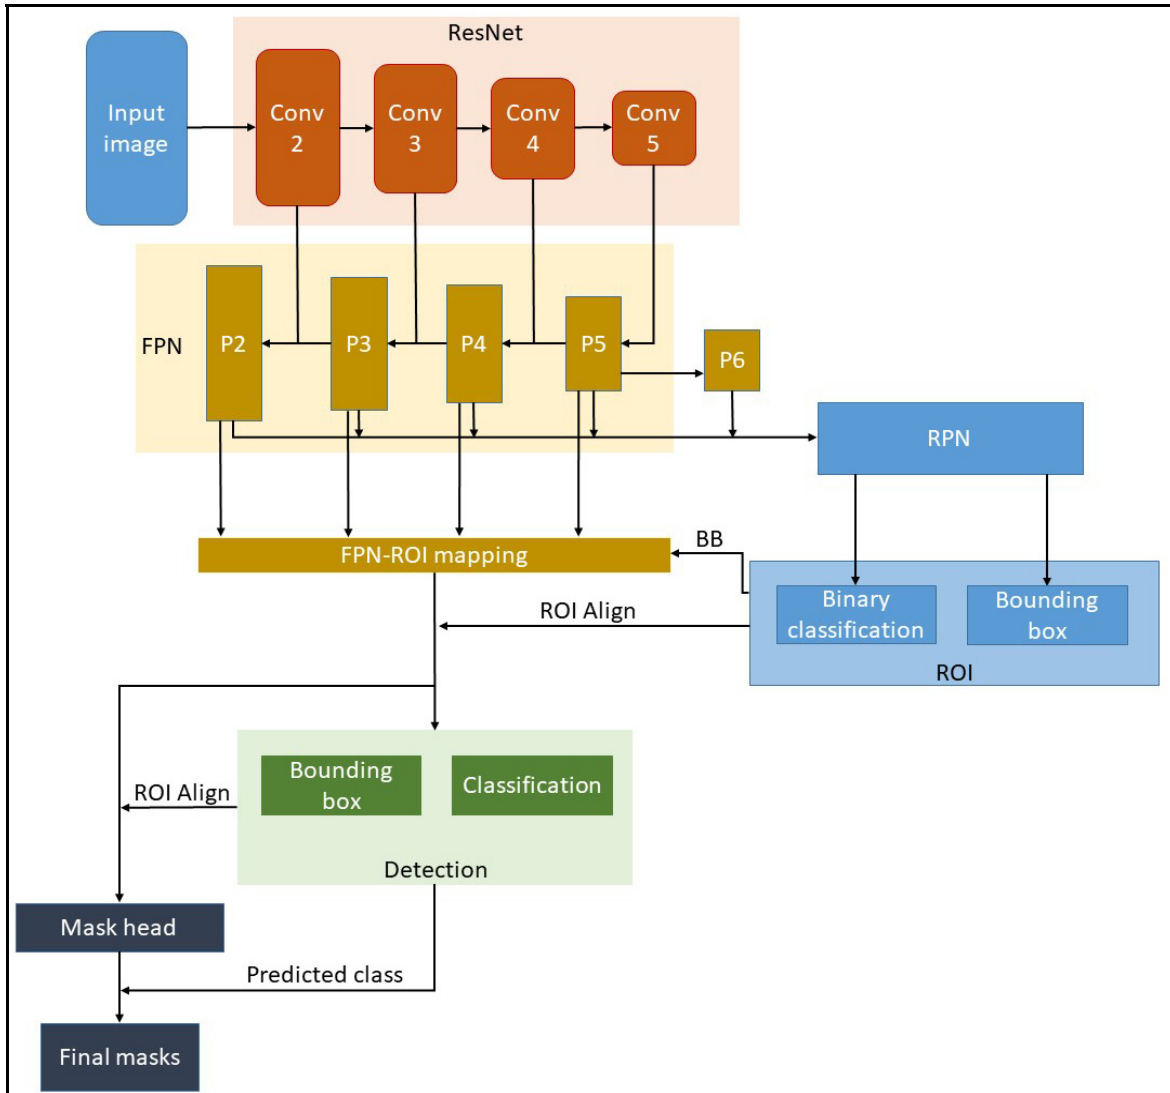 ResNet
Input
image
Conv
2
Conv
3
Conv
4
Conv
5
FPN
P2
P3
P4
P5
P6
RPN
FPN-ROI mapping
BB
Binary
classification
Bounding
box
ROI
ROI Align
Bounding
box
Classification
ROI Align
Detection
Mask head
Predicted class
Final masks